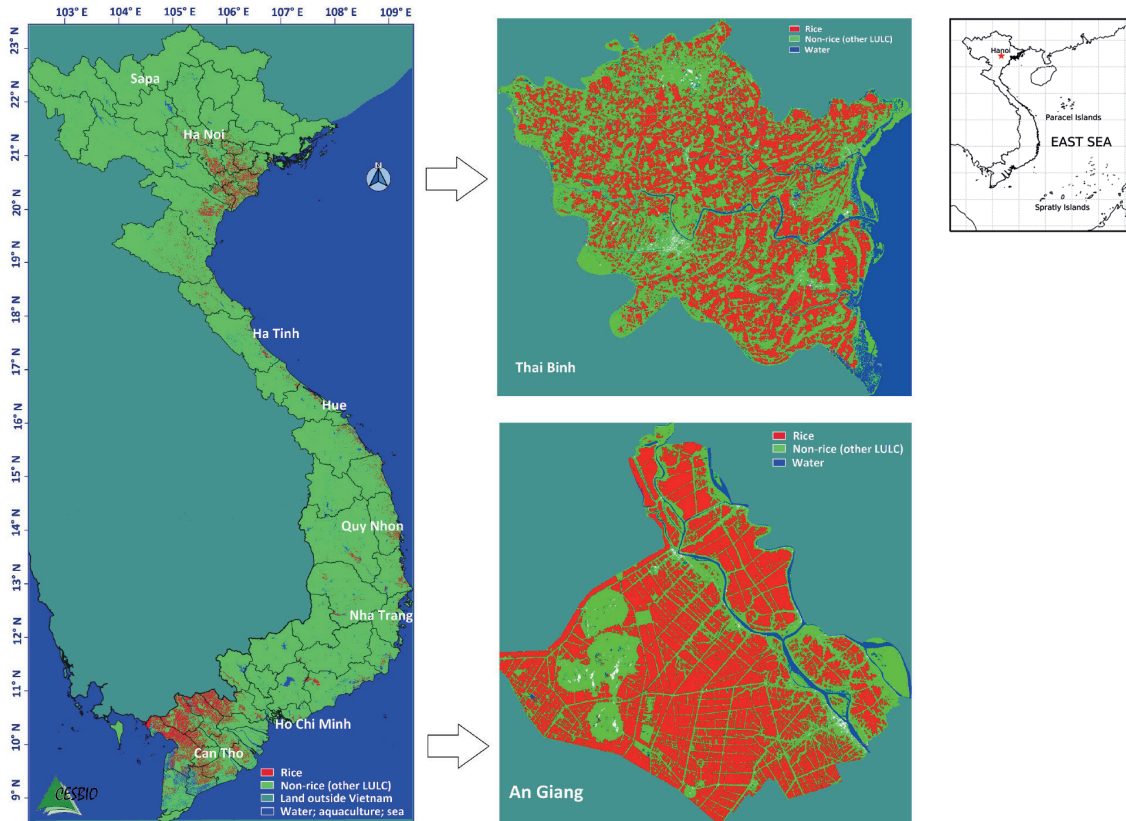 103° E
104° E
105° E
106° E
107° E
108° E
109° E
23° N
22° N
21° N
20° N
19° N
18° N
17° N
16° N
15° N
14° N
13° N
12° N
11° N
10° N
9° N
Sapa
Ha Noi
N
Ha Tinh
Hue
Quy Nhon
Nha Trang
Ho Chi Minh
Can Tho
Rice
Non-rice (other LULC)
Land outside Vietnam
Water; aquaculture; sea
CESBIO
Rice
Non-rice (other LULC)
Water
Thai Binh
Rice
Non-rice (other LULC)
Water
An Giang
Hanoi
Paracel Islands
EAST SEA
Spratly Islands